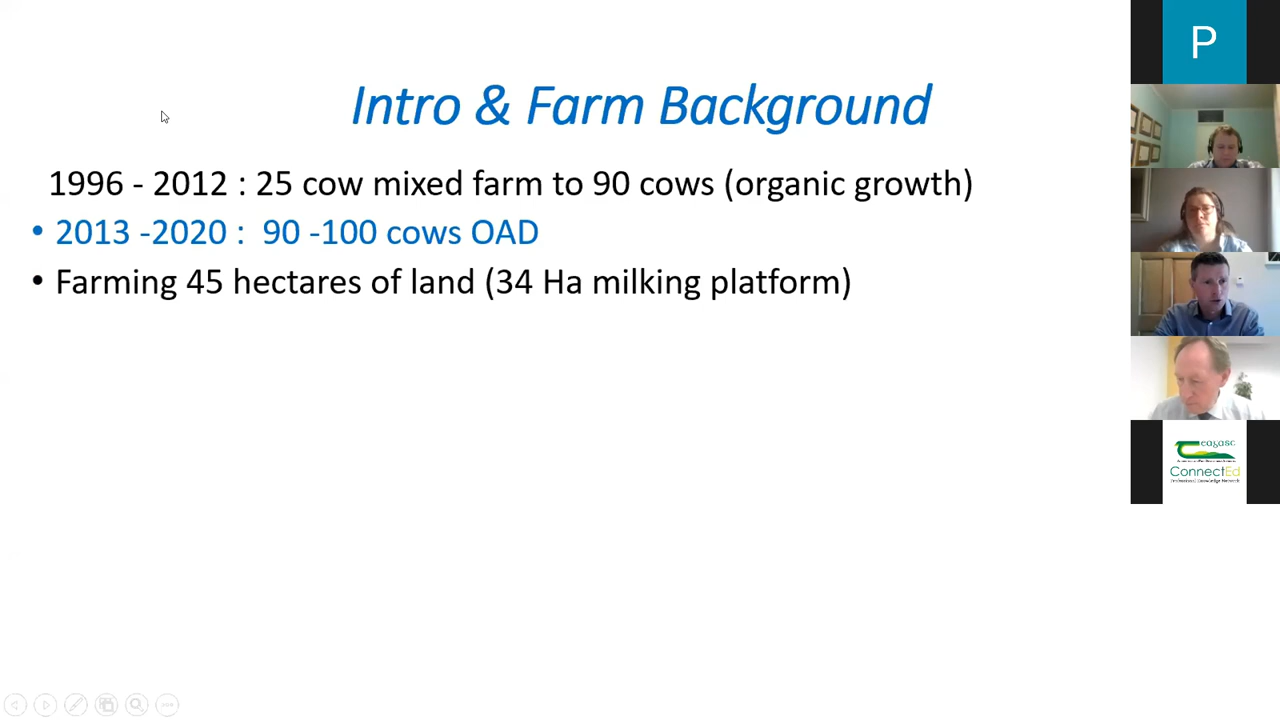 Intro & Farm Background
1996 - 2012 : 25 cow mixed farm to 90 cows (organic growth)
• 2013 -2020 :  90 -100 cows OAD
• Farming 45 hectares of land (34 Ha milking platform)
P
eagasc
ConnectEd